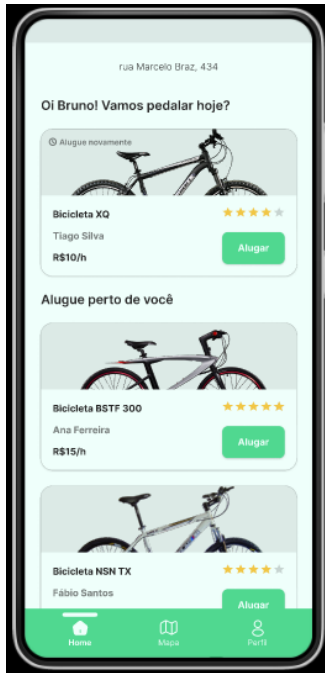 rua Marcelo Braz, 434
Oi Bruno! Vamos pedalar hoje?
Alugue novamente
Bicicleta XQ
Tiago Silva
R$10/h
Alugar
Alugue perto de você
Bicicleta BSTF 300
Ana Ferreira
R$15/h
Alugar
Bicicleta NSN TX
Fábio Santos
Alugar
Home
Mapa
Perfil